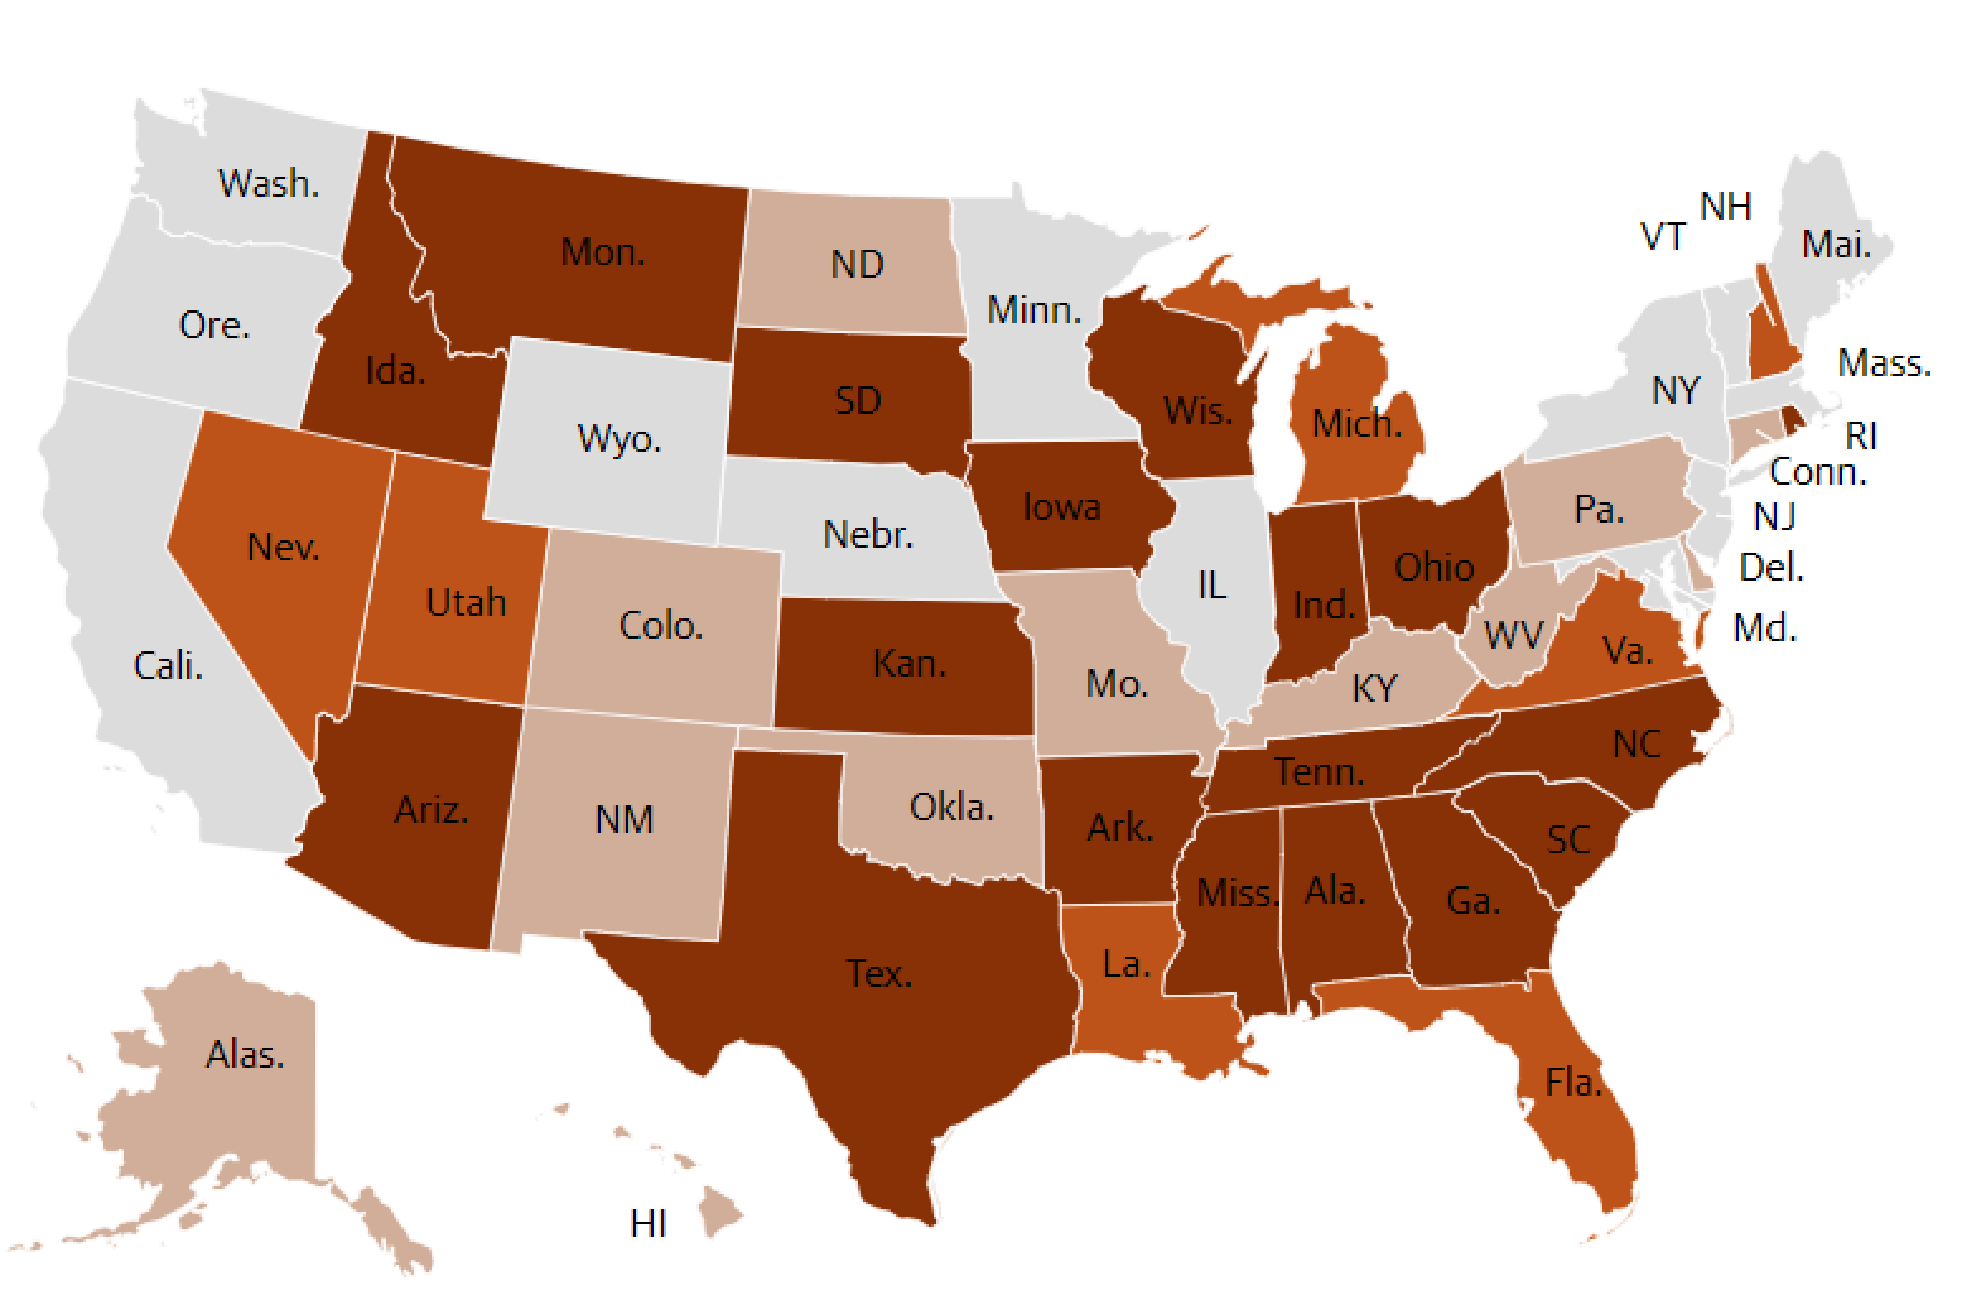 NH
VT
Wash.
Mai.
Mon.
ND
Minn.
Ore.
Mass.
Ida.
NY
SD
Wis.
Mich.
RI
Wyo.
Conn.
Iowa
Pa.
NJ
Nebr.
Nev.
Ohio
Del.
IL
Utah
Ind.
Colo.
WV
Md.
Va.
Cali.
Kan.
Mo.
KY
NC
Tenn.
Ariz.
NM
Okla.
Ark.
SC
Miss.
Ala.
Ga.
Tex.
La.
Alas.
Fla.
HI